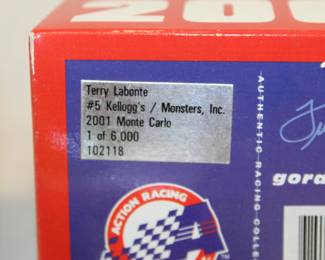 Terry Labonte
#5 Kellogg's / Monsters, Inc.
2001 Monte Carlo
1 of 6,000
102118
ACTION RACING
TM
AUTHENTIC RACING COLLE
gora